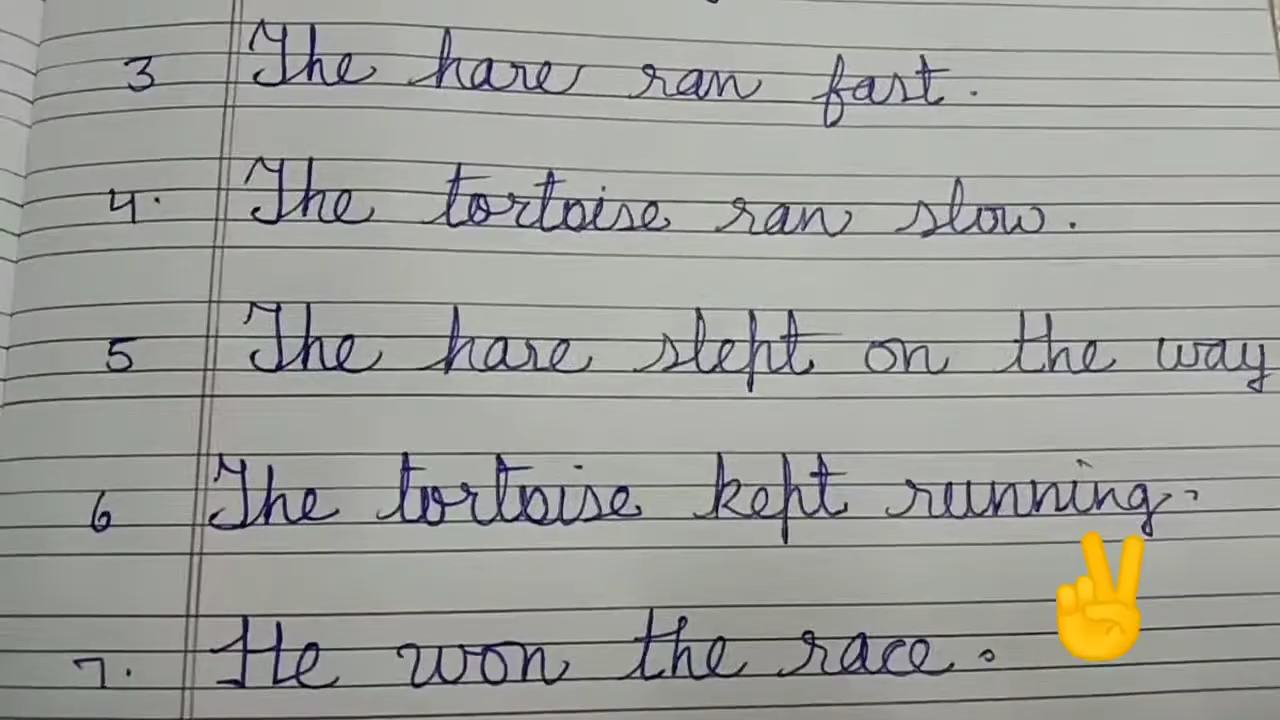 3 The hare ran fast.
4. The tortoise ran slow.
5 The hare slept on the way
6 The tortoise kept running.
7. He won the race.